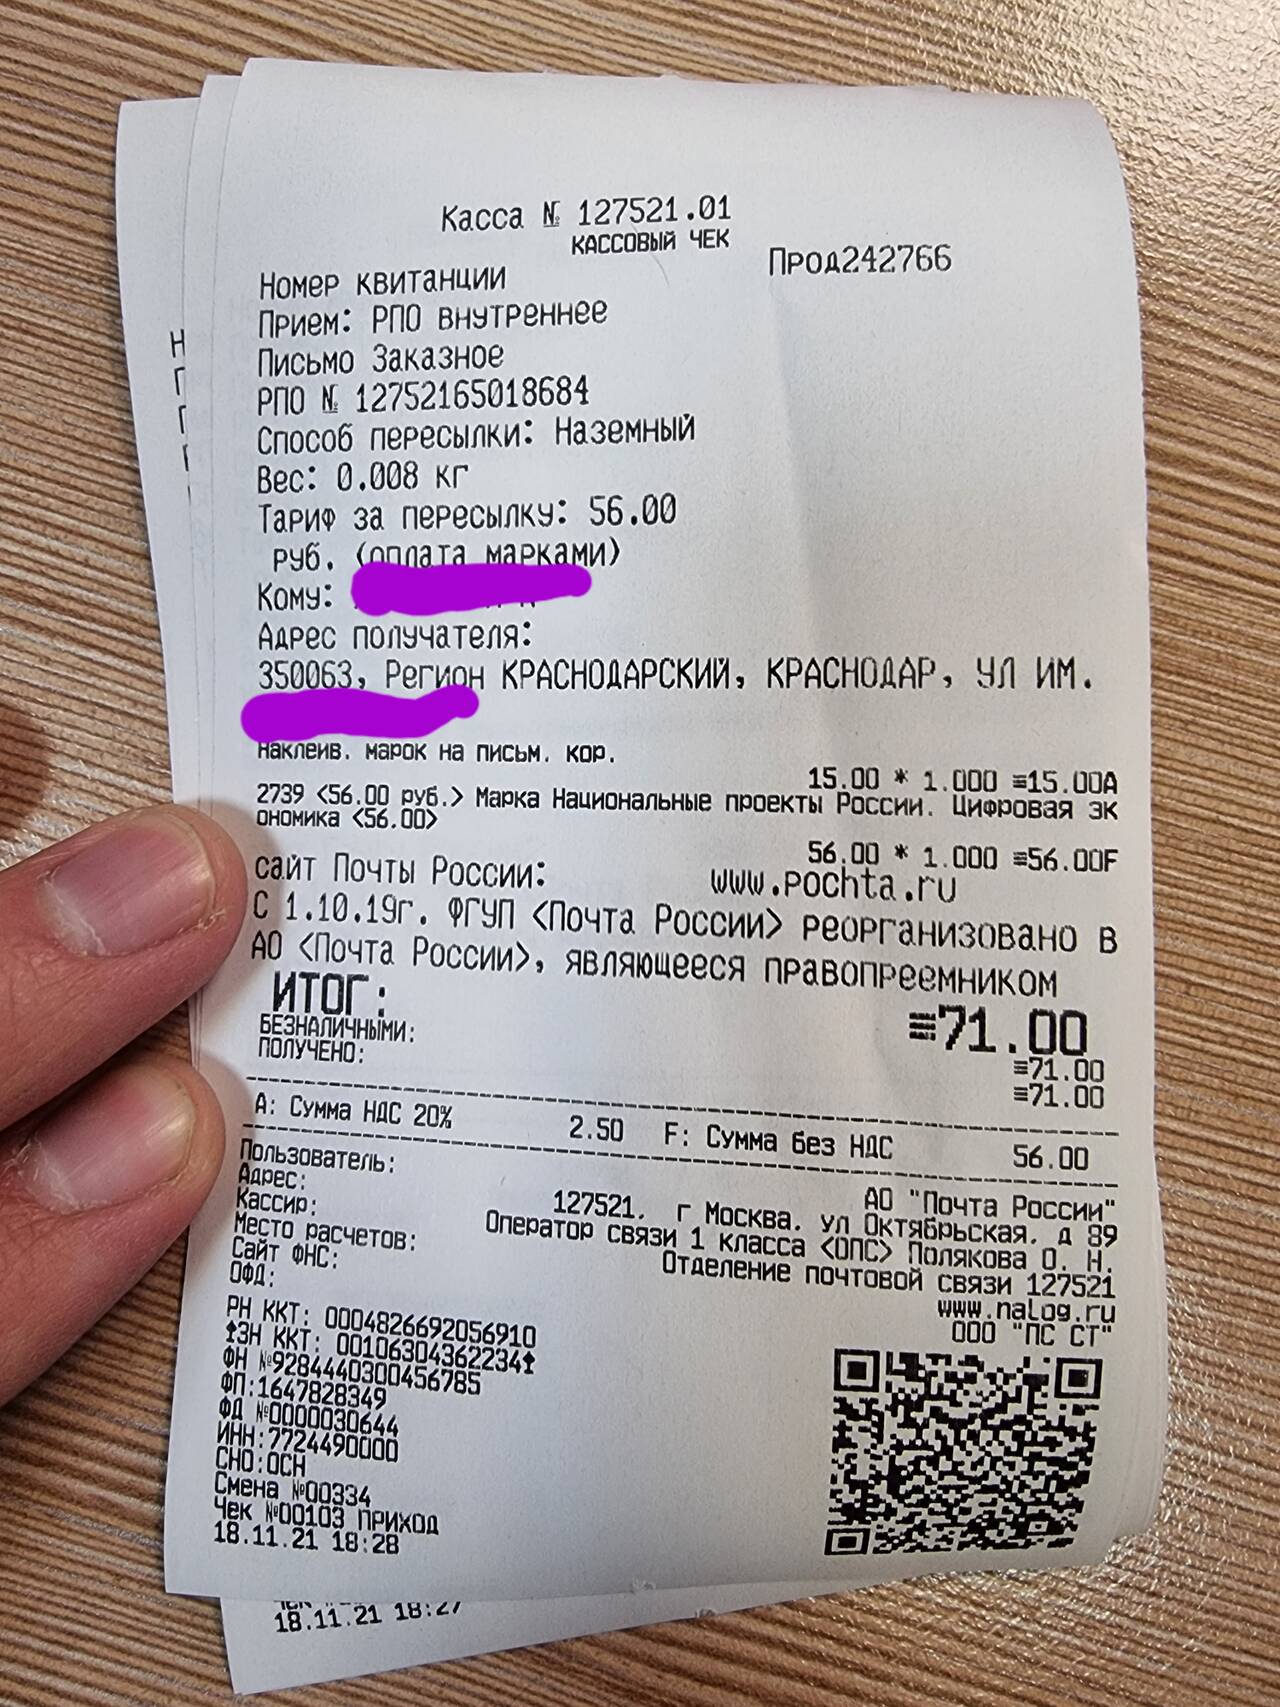 Касса № 127521.01
КАССОВЫЙ ЧЕК
Прод242766
Номер квитанции
Прием: РПО внутреннее
Письмо Заказное
РПО № 12752165018684
Способ пересылки: Наземный
Вес: 0.008 кг
Тариф за пересылку: 56.00
руб. (оплата марками)
Кому:
Адрес получателя:
350063, Регион КРАСНОДАРСКИЙ, КРАСНОДАР, УЛ ИМ.
наклеив. марок на письм. кор.
15.00 * 1.000 ≡15.00А
2739 <56.00 руб.> Марка Национальные проекты России. Цифровая эк
ономика <56.00>
56.00 * 1.000 ≡56.00F
сайт Почты России: www.pochta.ru
С 1.10.19г. ФГУП <Почта России> реорганизовано в
АО <Почта России>, являющееся правопреемником
ИТОГ: ≡71.00
БЕЗНАЛИЧНЫМИ: ≡71.00
ПОЛУЧЕНО: ≡71.00
А: Сумма НДС 20% 2.50 F: Сумма без НДС 56.00
Пользователь: АО "Почта России"
Адрес: 127521, г Москва, ул Октябрьская, д 89
Кассир: Оператор связи 1 класса <ОПС> Полякова О. Н.
Место расчетов: Отделение почтовой связи 127521
Сайт ФНС: www.nalog.ru
ОФД: ООО "ПС СТ"
РН ККТ: 0004826692056910
ЗН ККТ: 00106304362234
ФН №9284440300456785
ФП:1647828349
ФД №0000030644
ИНН:7724490000
СНО:ОСН
Смена №00334
Чек №00103 ПРИХОД
18.11.21 18:28
18.11.21 18:27